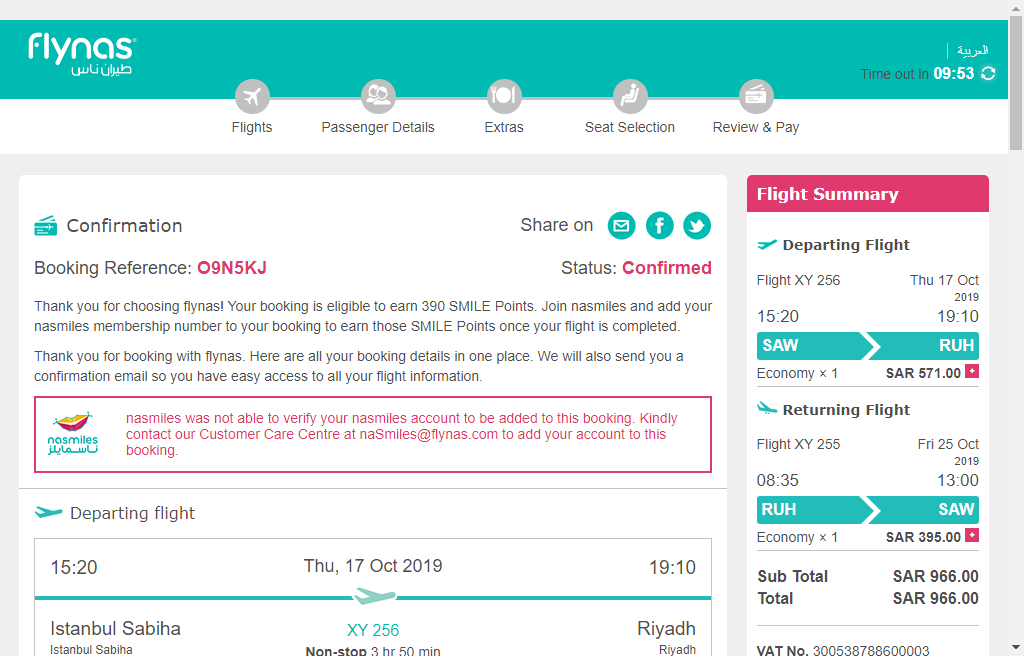 flynas
طيران ناس
العربية
Time out in 09:53
Flights
Passenger Details
Extras
Seat Selection
Review & Pay
Confirmation
Share on
Booking Reference: O9N5KJ
Status: Confirmed
Thank you for choosing flynas! Your booking is eligible to earn 390 SMILE Points. Join nasmiles and add your
nasmiles membership number to your booking to earn those SMILE Points once your flight is completed.
Thank you for booking with flynas. Here are all your booking details in one place. We will also send you a
confirmation email so you have easy access to all your flight information.
nasmiles
ناسمايلز
nasmiles was not able to verify your nasmiles account to be added to this booking. Kindly
contact our Customer Care Centre at naSmiles@flynas.com to add your account to this
booking.
Departing flight
15:20 Thu, 17 Oct 2019 19:10
Istanbul Sabiha XY 256 Riyadh
Istanbul Sabiha Non-stop 3 hr 50 min Riyadh
Flight Summary
Departing Flight
Flight XY 256 Thu 17 Oct
2019
15:20 19:10
SAW RUH
Economy × 1 SAR 571.00 +
Returning Flight
Flight XY 255 Fri 25 Oct
2019
08:35 13:00
RUH SAW
Economy × 1 SAR 395.00 +
Sub Total SAR 966.00
Total SAR 966.00
VAT No. 300538788600003